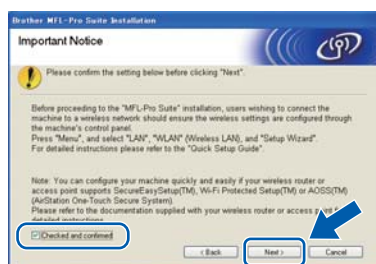 Brother MFL-Pro Suite Installation
Important Notice
Please confirm the setting below before clicking "Next".
Before proceeding to the "MFL-Pro Suite" installation, users wishing to connect the
machine to a wireless network should ensure the wireless settings are configured through
the machine's control panel.
Press "Menu", and select "LAN", "WLAN" (Wireless LAN), and "Setup Wizard".
For detailed instructions please refer to the "Quick Setup Guide".
Note: You can configure your machine quickly and easily if your wireless router or
access point supports SecureEasySetup(TM), Wi-Fi Protected Setup(TM) or AOSS(TM)
(AirStation One-Touch Secure System).
Please refer to the documentation supplied with your wireless router or access point for
detailed instructions.
Checked and confirmed
< Back
Next >
Cancel